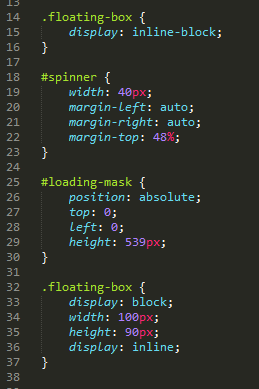 13
14 .floating-box {
15 display: inline-block;
16 }
17
18 #spinner {
19 width: 40px;
20 margin-left: auto;
21 margin-right: auto;
22 margin-top: 48%;
23 }
24
25 #loading-mask {
26 position: absolute;
27 top: 0;
28 left: 0;
29 height: 539px;
30 }
31
32 .floating-box {
33 display: block;
34 width: 100px;
35 height: 90px;
36 display: inline;
37 }
38